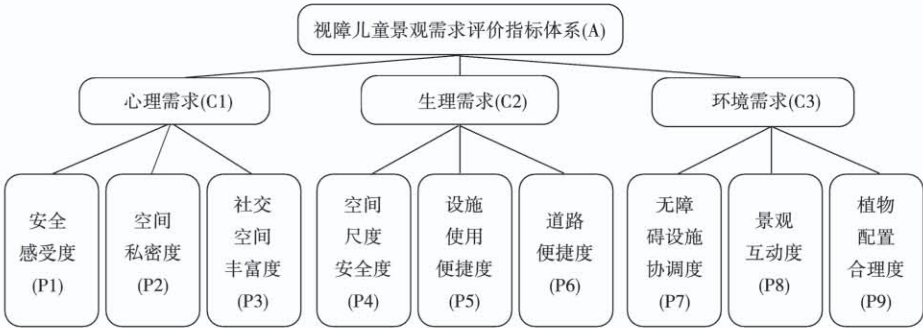 视障儿童景观需求评价指标体系(A)
心理需求(C1)
生理需求(C2)
环境需求(C3)
安全
感受度
(P1)
空间
私密度
(P2)
社交
空间
丰富度
(P3)
空间
尺度
安全度
(P4)
设施
使用
便捷度
(P5)
道路
便捷度
(P6)
无障
碍设施
协调度
(P7)
景观
互动度
(P8)
植物
配置
合理度
(P9)